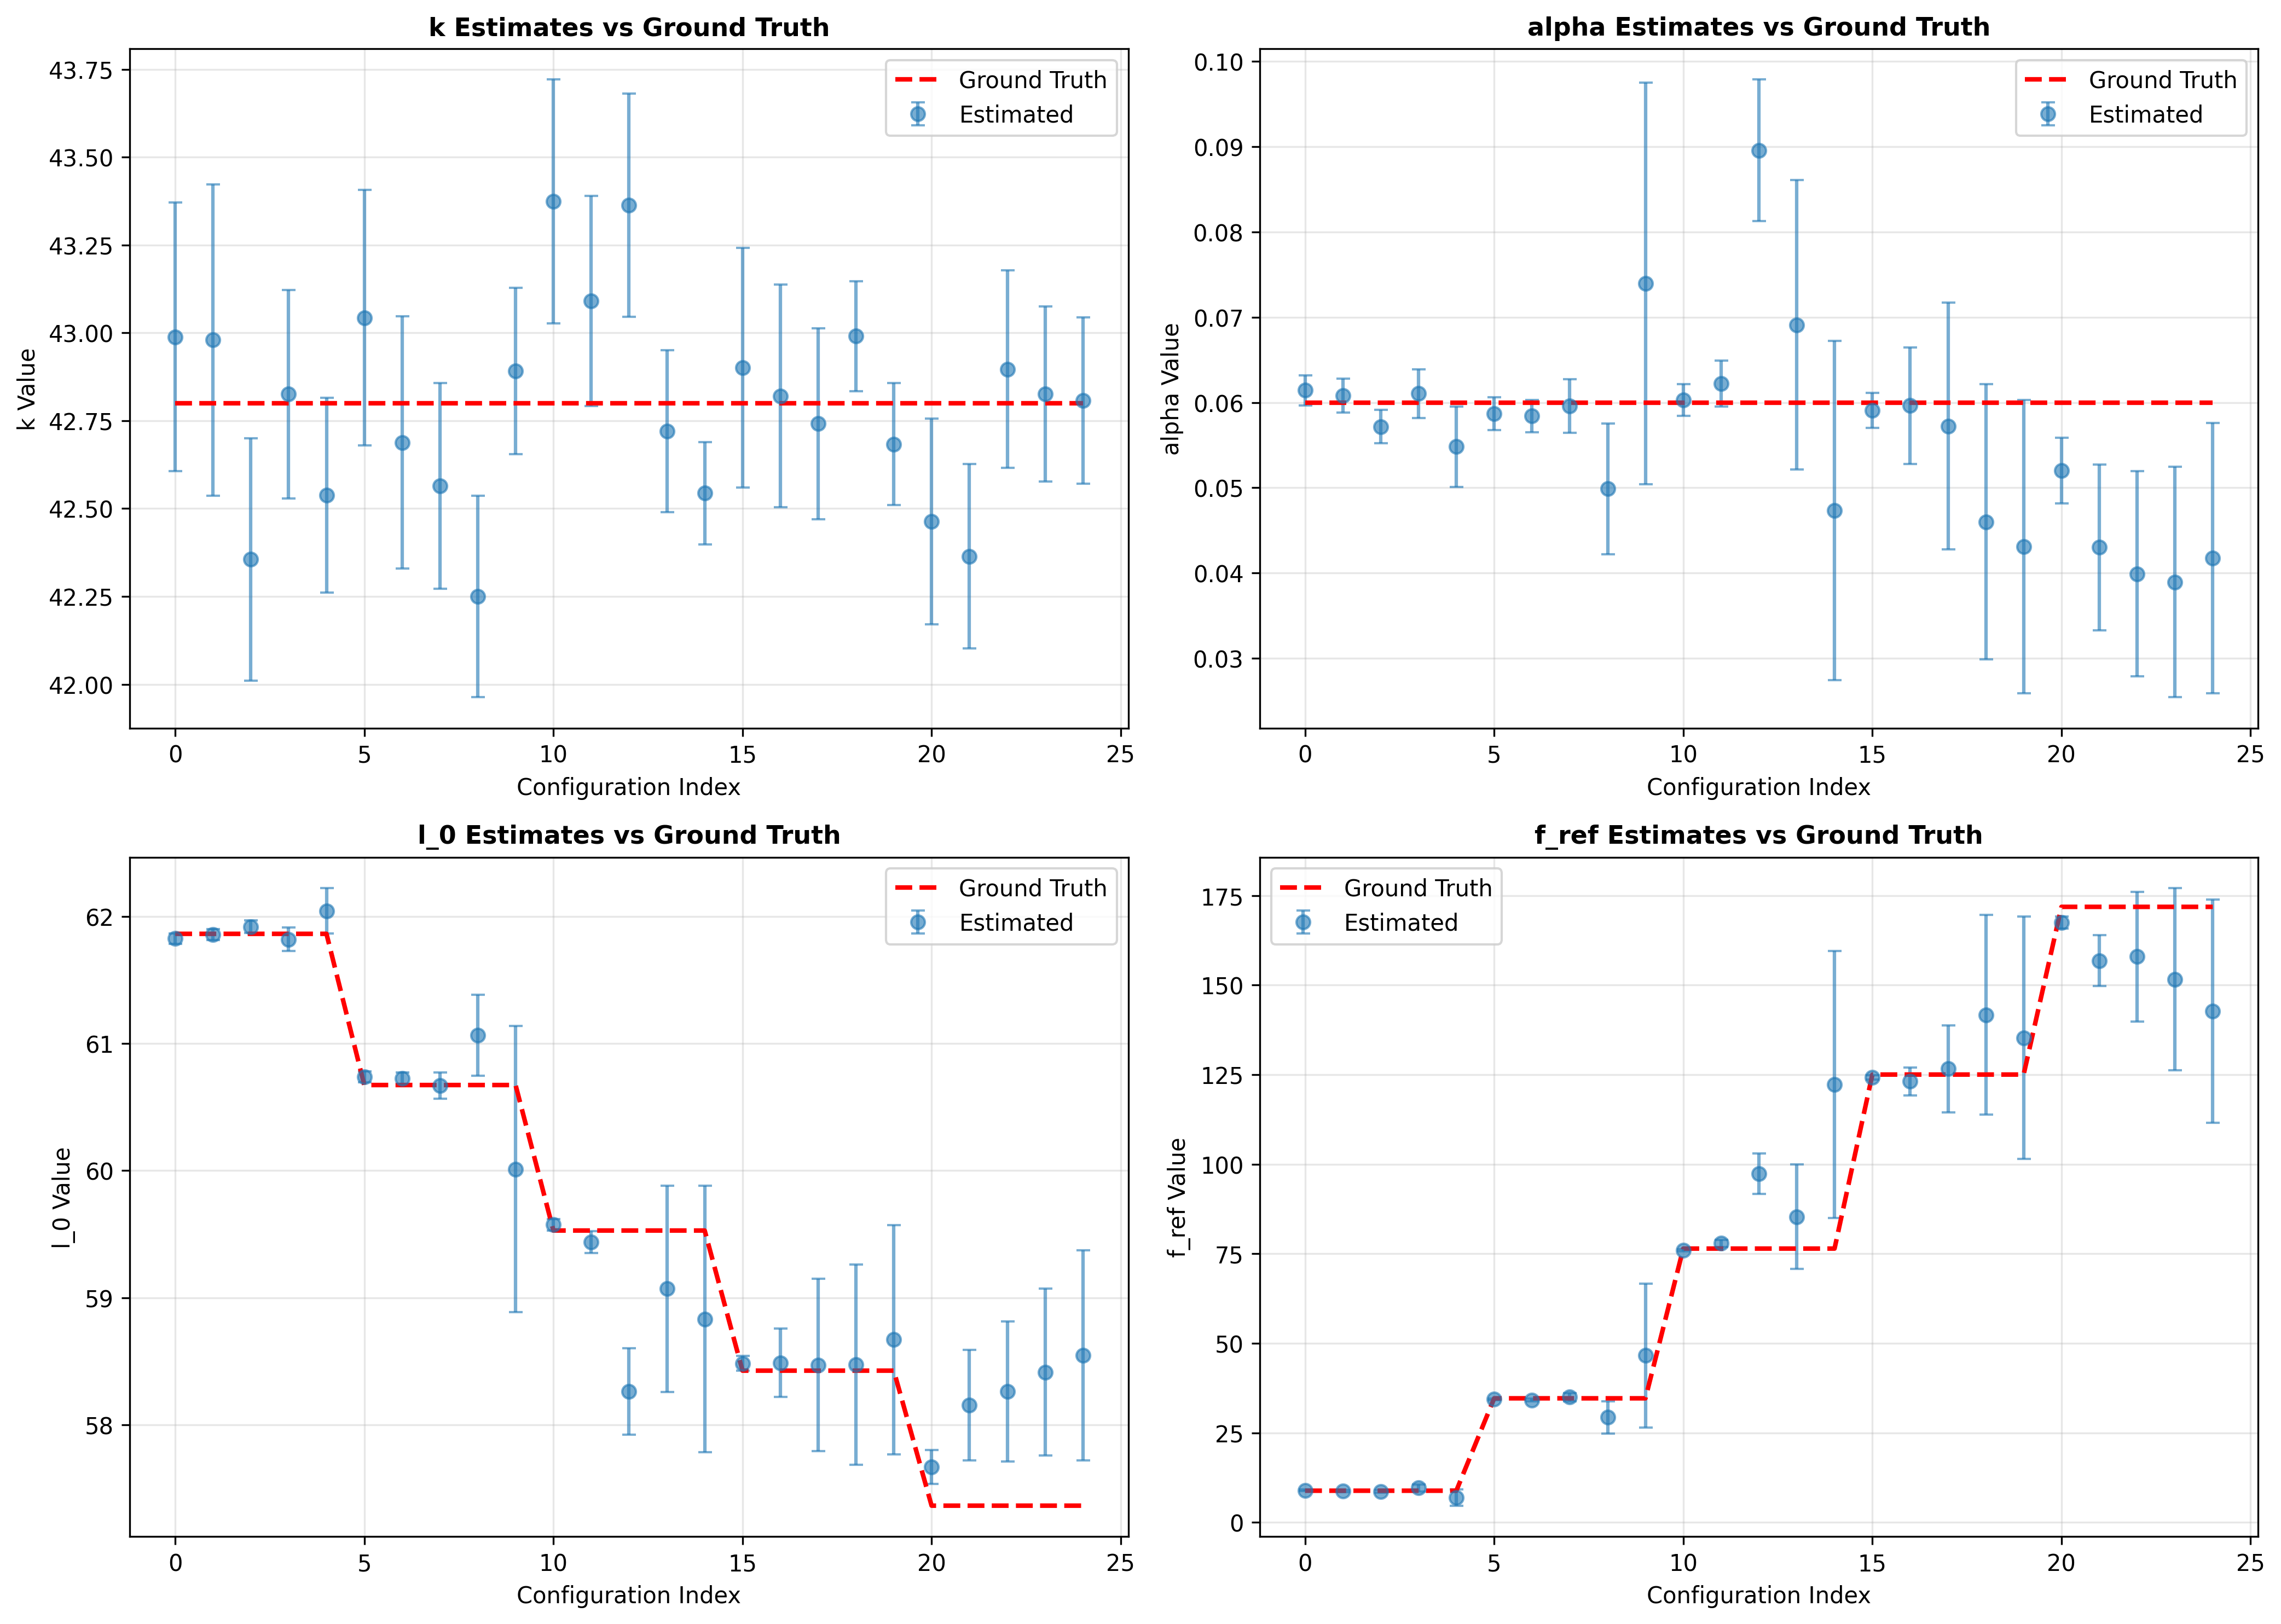 k Estimates vs Ground Truth
43.75
43.50
43.25
43.00
42.75
42.50
42.25
42.00
k Value
0 5 10 15 20 25
Configuration Index
Ground Truth
Estimated
alpha Estimates vs Ground Truth
0.10
0.09
0.08
0.07
0.06
0.05
0.04
0.03
alpha Value
0 5 10 15 20 25
Configuration Index
Ground Truth
Estimated
l_0 Estimates vs Ground Truth
62
61
60
59
58
l_0 Value
0 5 10 15 20 25
Configuration Index
Ground Truth
Estimated
f_ref Estimates vs Ground Truth
175
150
125
100
75
50
25
0
f_ref Value
0 5 10 15 20 25
Configuration Index
Ground Truth
Estimated